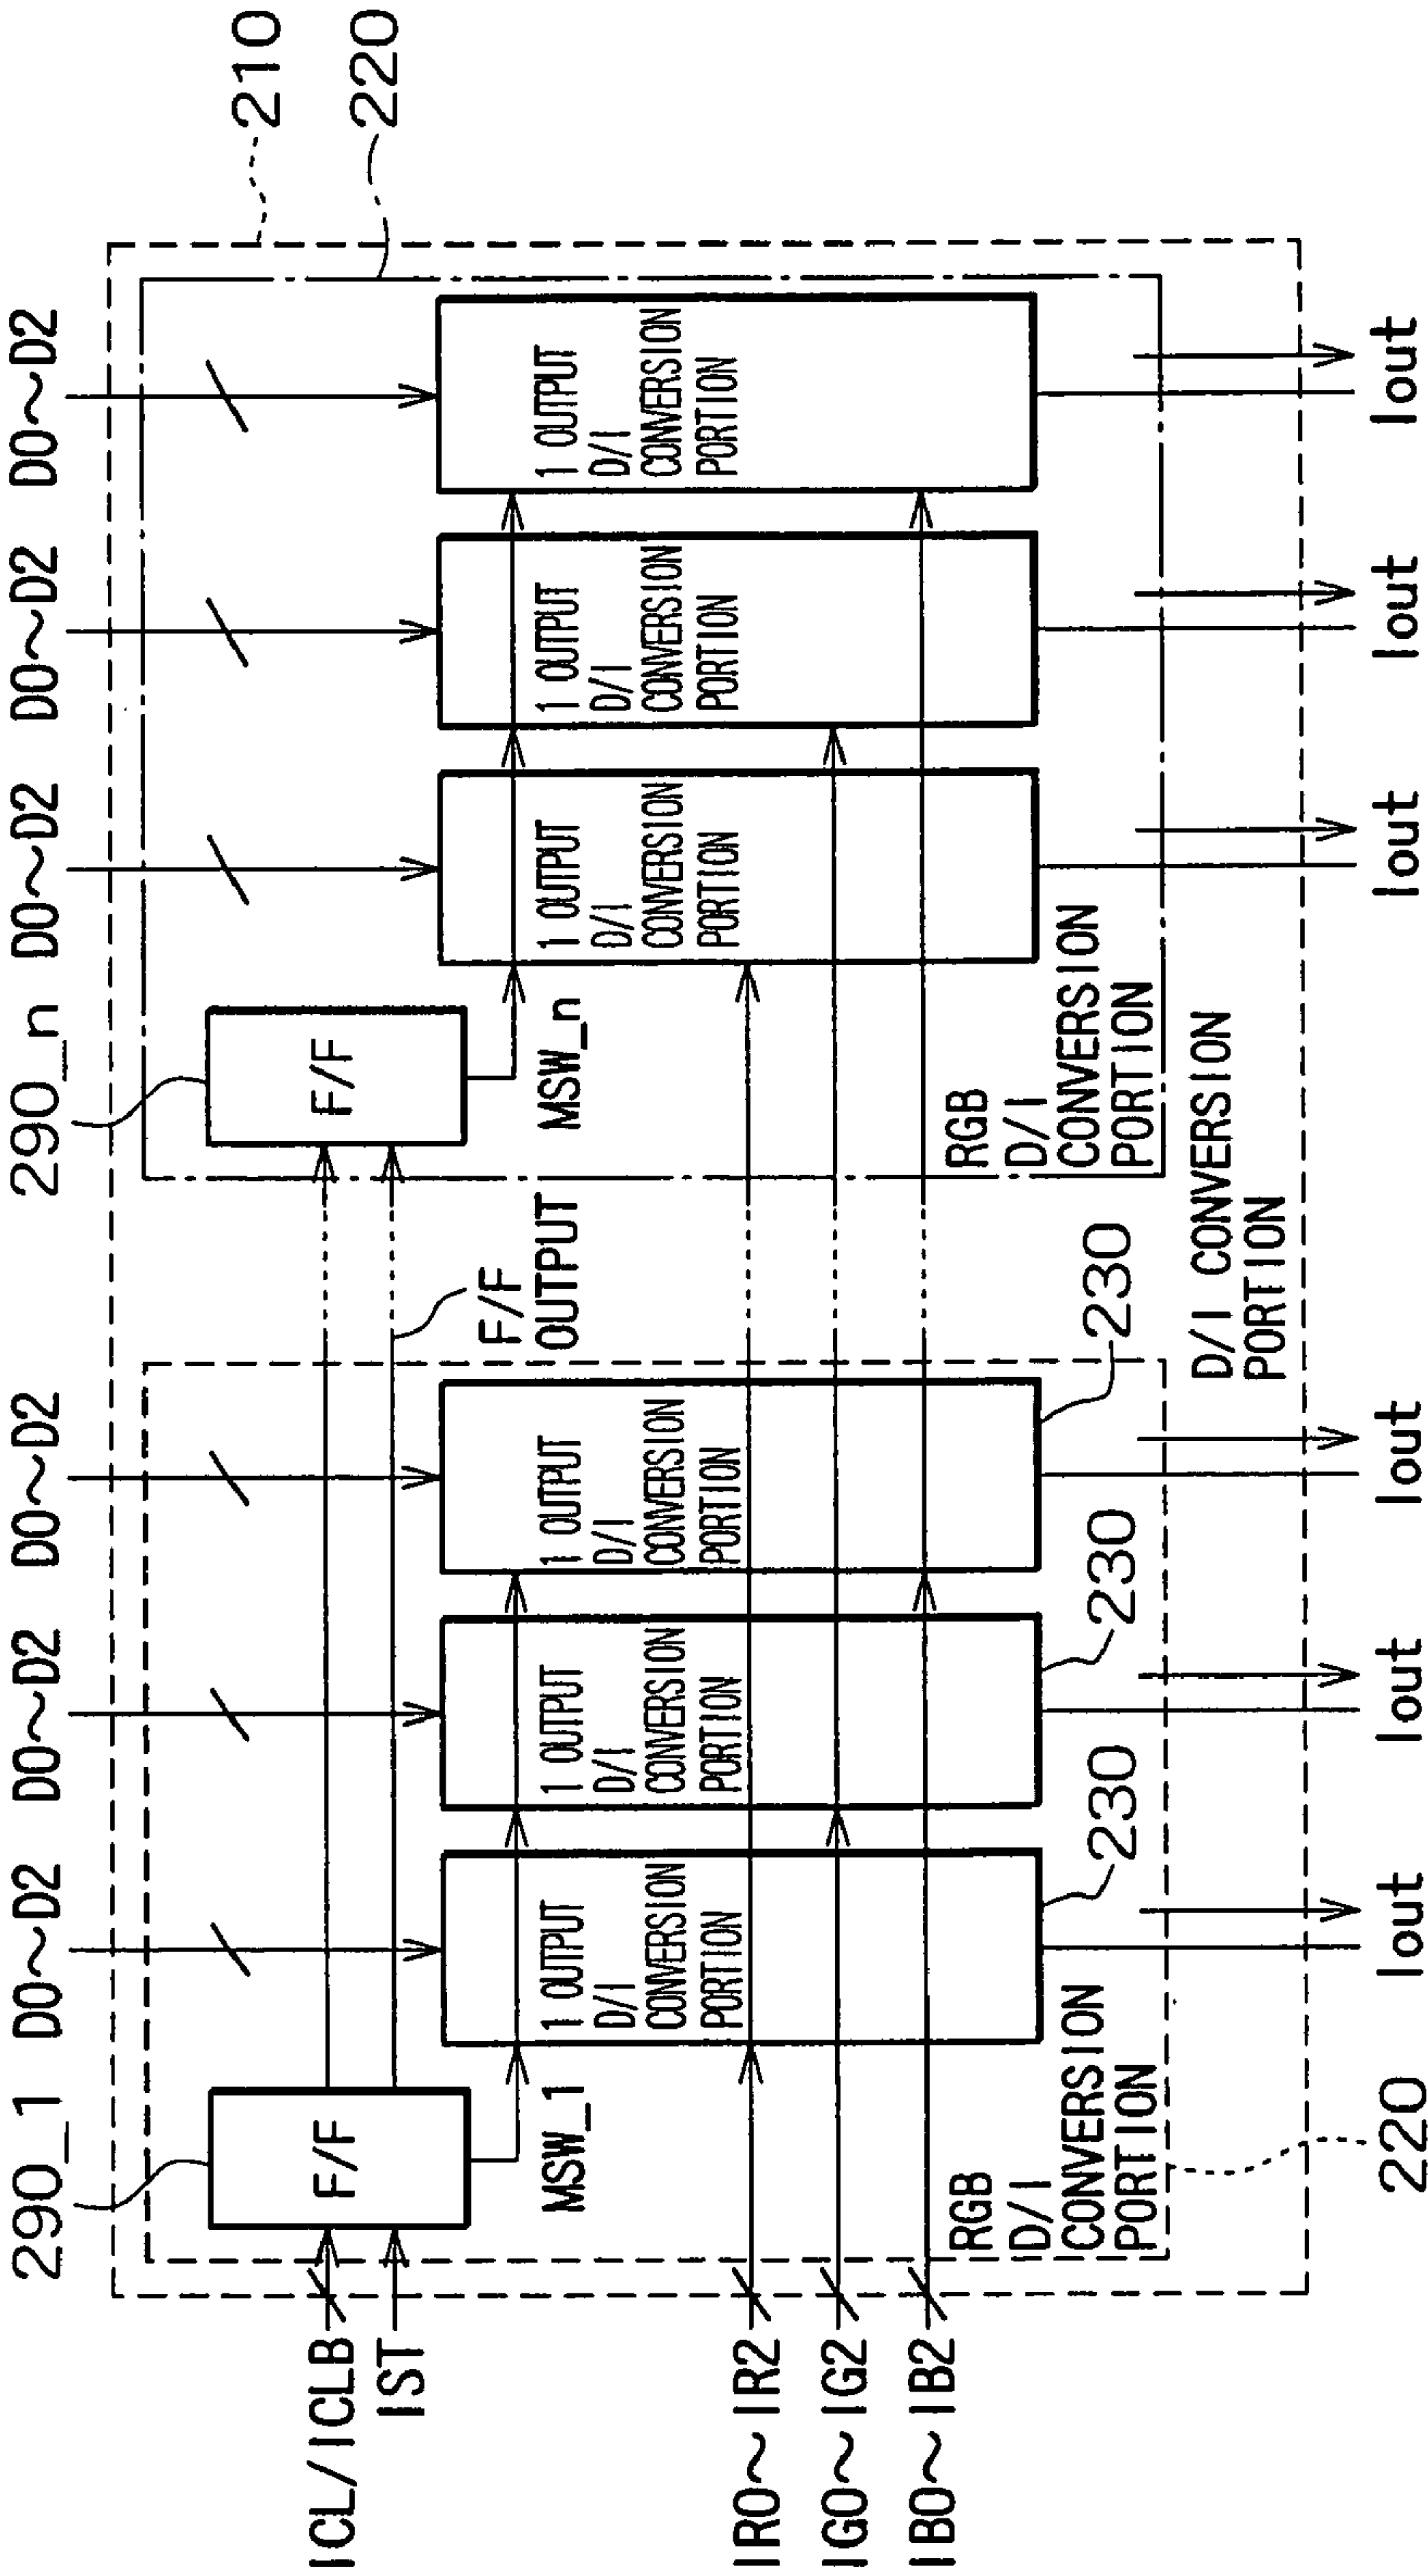 290_1
D0~D2
D0~D2
D0~D2
290_n
D0~D2
D0~D2
D0~D2
210
220
ICL/ICLB
IST
F/F
F/F
F/F
OUTPUT
MSW_1
MSW_n
1 OUTPUT
D/I
CONVERSION
PORTION
1 OUTPUT
D/I
CONVERSION
PORTION
1 OUTPUT
D/I
CONVERSION
PORTION
1 OUTPUT
D/I
CONVERSION
PORTION
1 OUTPUT
D/I
CONVERSION
PORTION
1 OUTPUT
D/I
CONVERSION
PORTION
IR0~IR2
IG0~IG2
IB0~IB2
RGB
D/I
CONVERSION
PORTION
230
230
230
RGB
D/I
CONVERSION
PORTION
D/I CONVERSION
PORTION
220
Iout
Iout
Iout
Iout
Iout
Iout